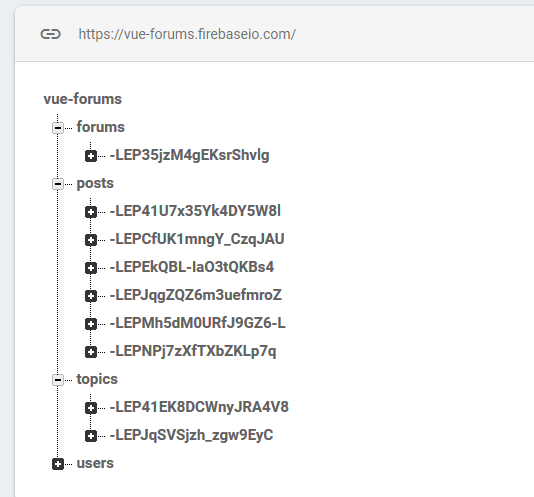 https://vue-forums.firebaseio.com/
vue-forums
forums
-LEP35jzM4gEKsrShvlg
posts
-LEP41U7x35Yk4DY5W8l
-LEPCfUK1mngY_CzqJAU
-LEPEkQBL-IaO3tQKBs4
-LEPJqgZQZ6m3uefmroZ
-LEPMh5dM0URfJ9GZ6-L
-LEPNPj7zXfTXbZKLp7q
topics
-LEP41EK8DCWnyJRA4V8
-LEPJqSVSjzh_zgw9EyC
users